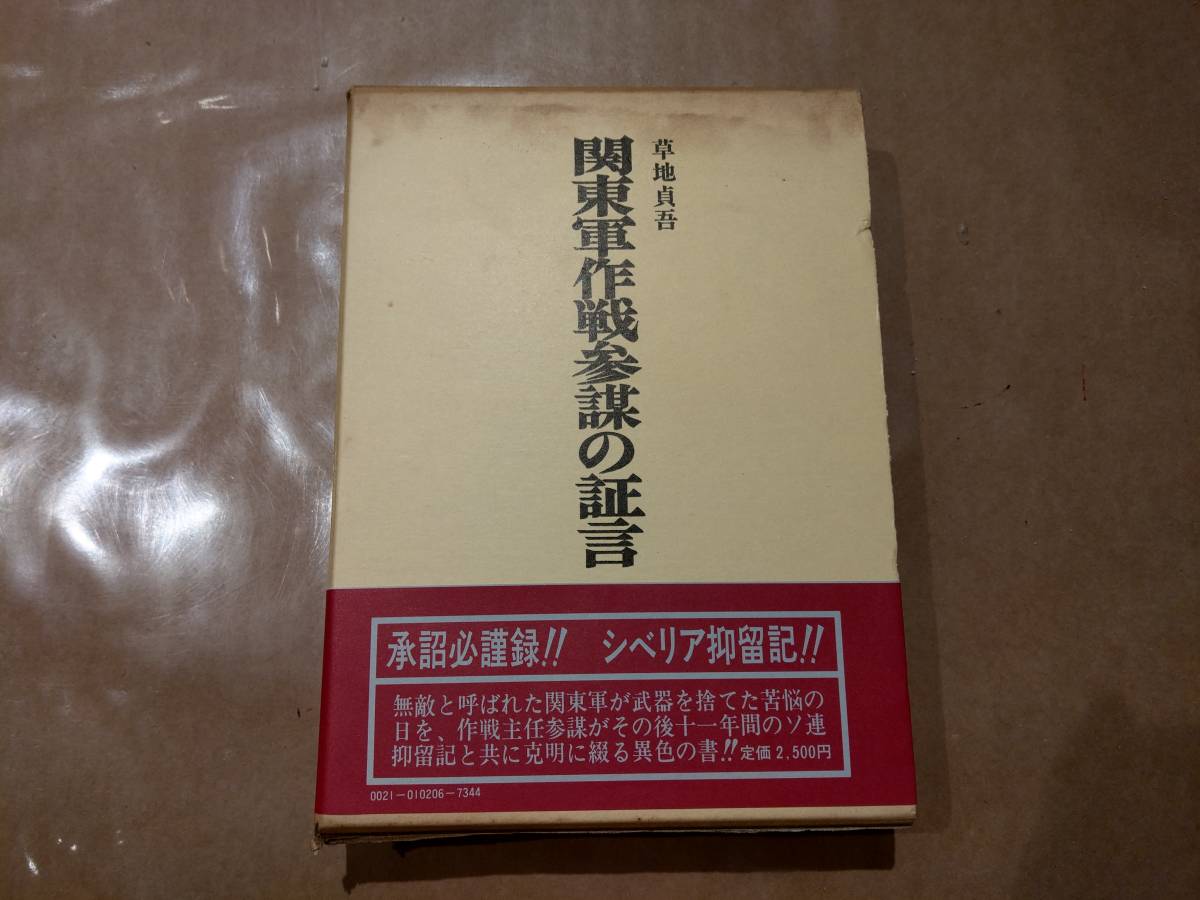 草地貞吾
関東軍作戦参謀の証言
承詔必謹録!! シベリア抑留記!!
無敵と呼ばれた関東軍が武器を捨てた苦悩の
日を、作戦主任参謀がその後十一年間のソ連
抑留記と共に克明に綴る異色の書!! 定価 2,500円
0021-010206-7344